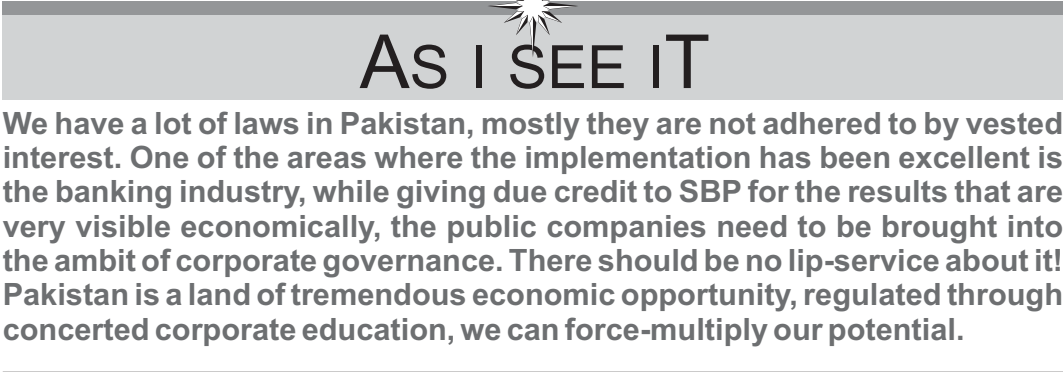 AS I SEE IT
We have a lot of laws in Pakistan, mostly they are not adhered to by vested
interest. One of the areas where the implementation has been excellent is
the banking industry, while giving due credit to SBP for the results that are
very visible economically, the public companies need to be brought into
the ambit of corporate governance. There should be no lip-service about it!
Pakistan is a land of tremendous economic opportunity, regulated through
concerted corporate education, we can force-multiply our potential.